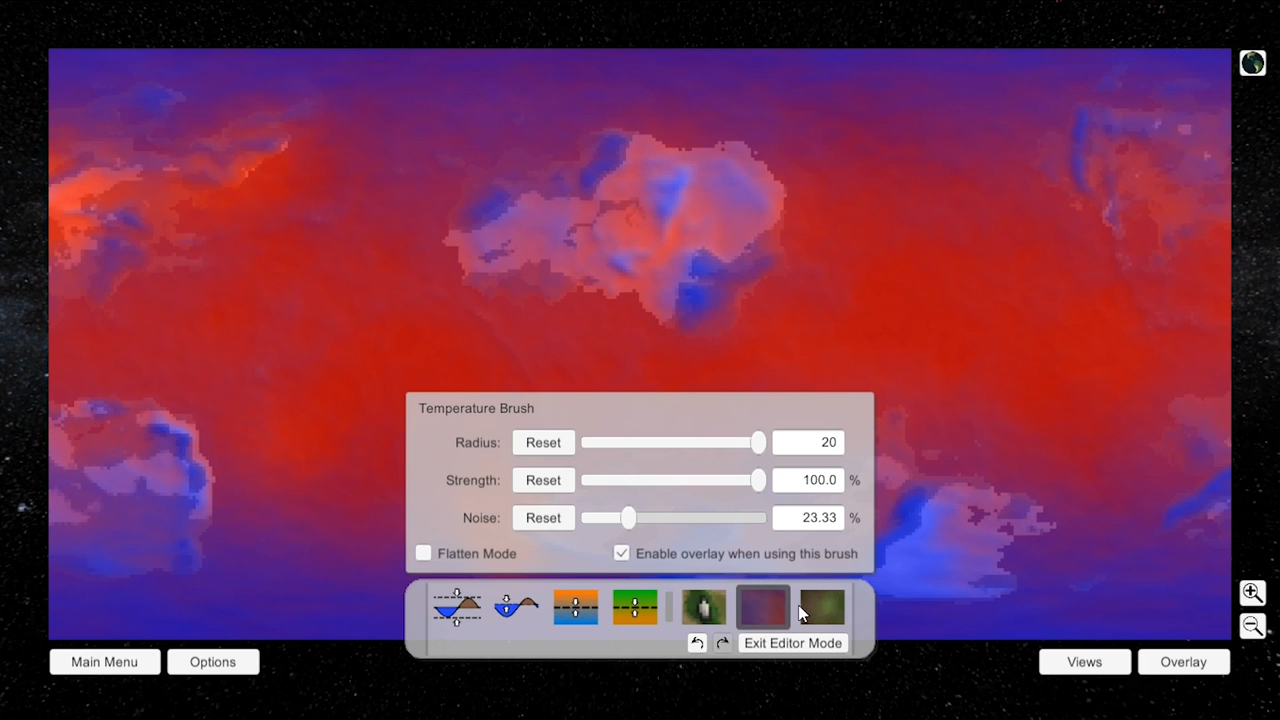 Temperature Brush
Radius: Reset 20
Strength: Reset 100.0 %
Noise: Reset 23.33 %
Flatten Mode Enable overlay when using this brush
Exit Editor Mode
Main Menu Options Views Overlay